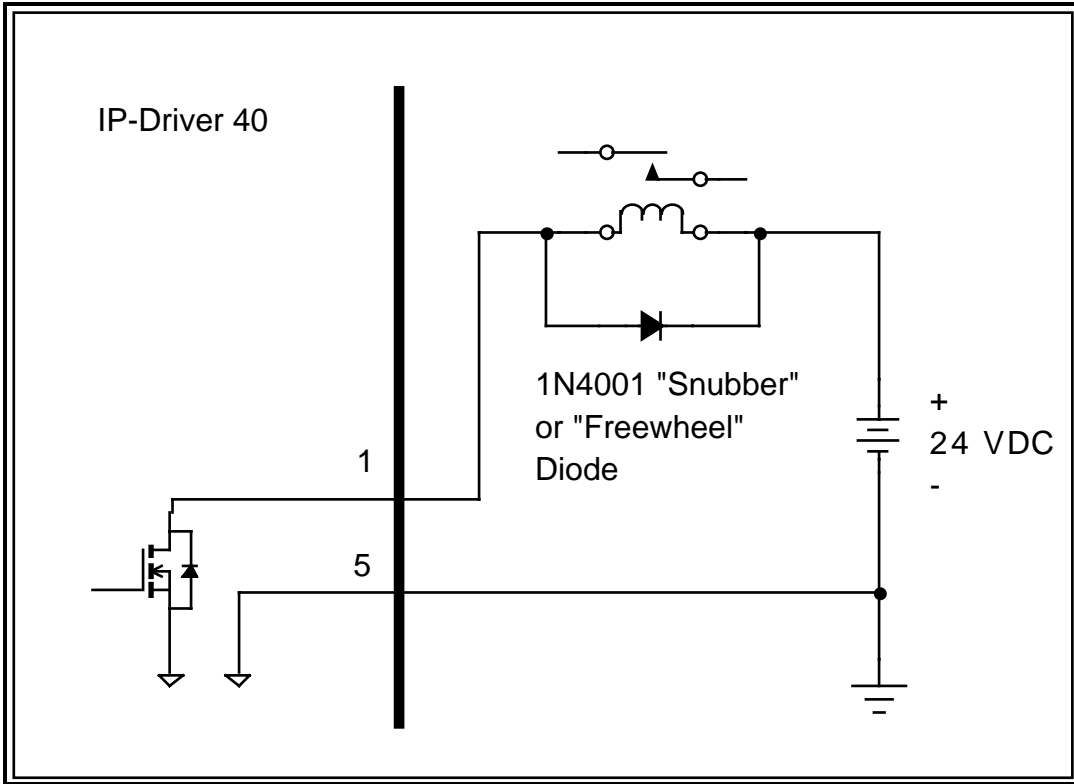 IP-Driver 40
1N4001 "Snubber"
or "Freewheel"
Diode
+
24 VDC
-
1
5